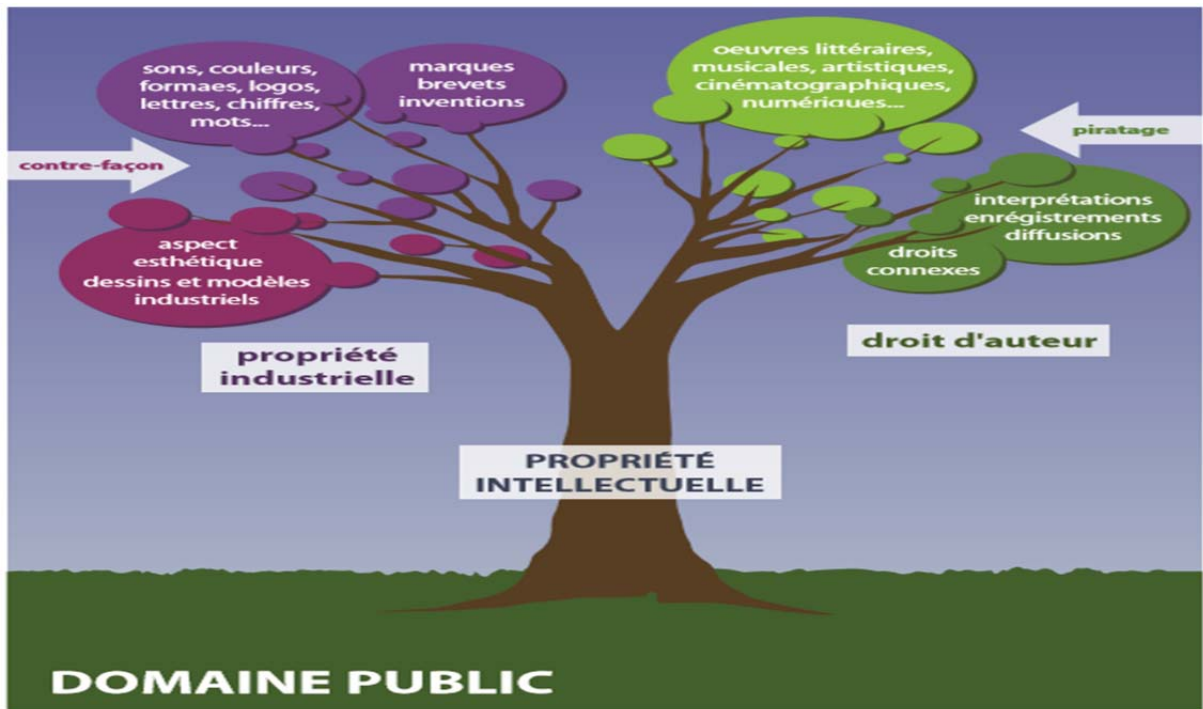 sons, couleurs,
formaes, logos,
lettres, chiffres,
mots...
marques
brevets
inventions
oeuvres littéraires,
musicales, artistiques,
cinématographiques,
numériques...
contre-façon
piratage
aspect
esthétique
dessins et modèles
industriels
interprétations
enrégistrements
diffusions
droits
connexes
propriété
industrielle
droit d'auteur
PROPRIÉTÉ
INTELLECTUELLE
DOMAINE PUBLIC